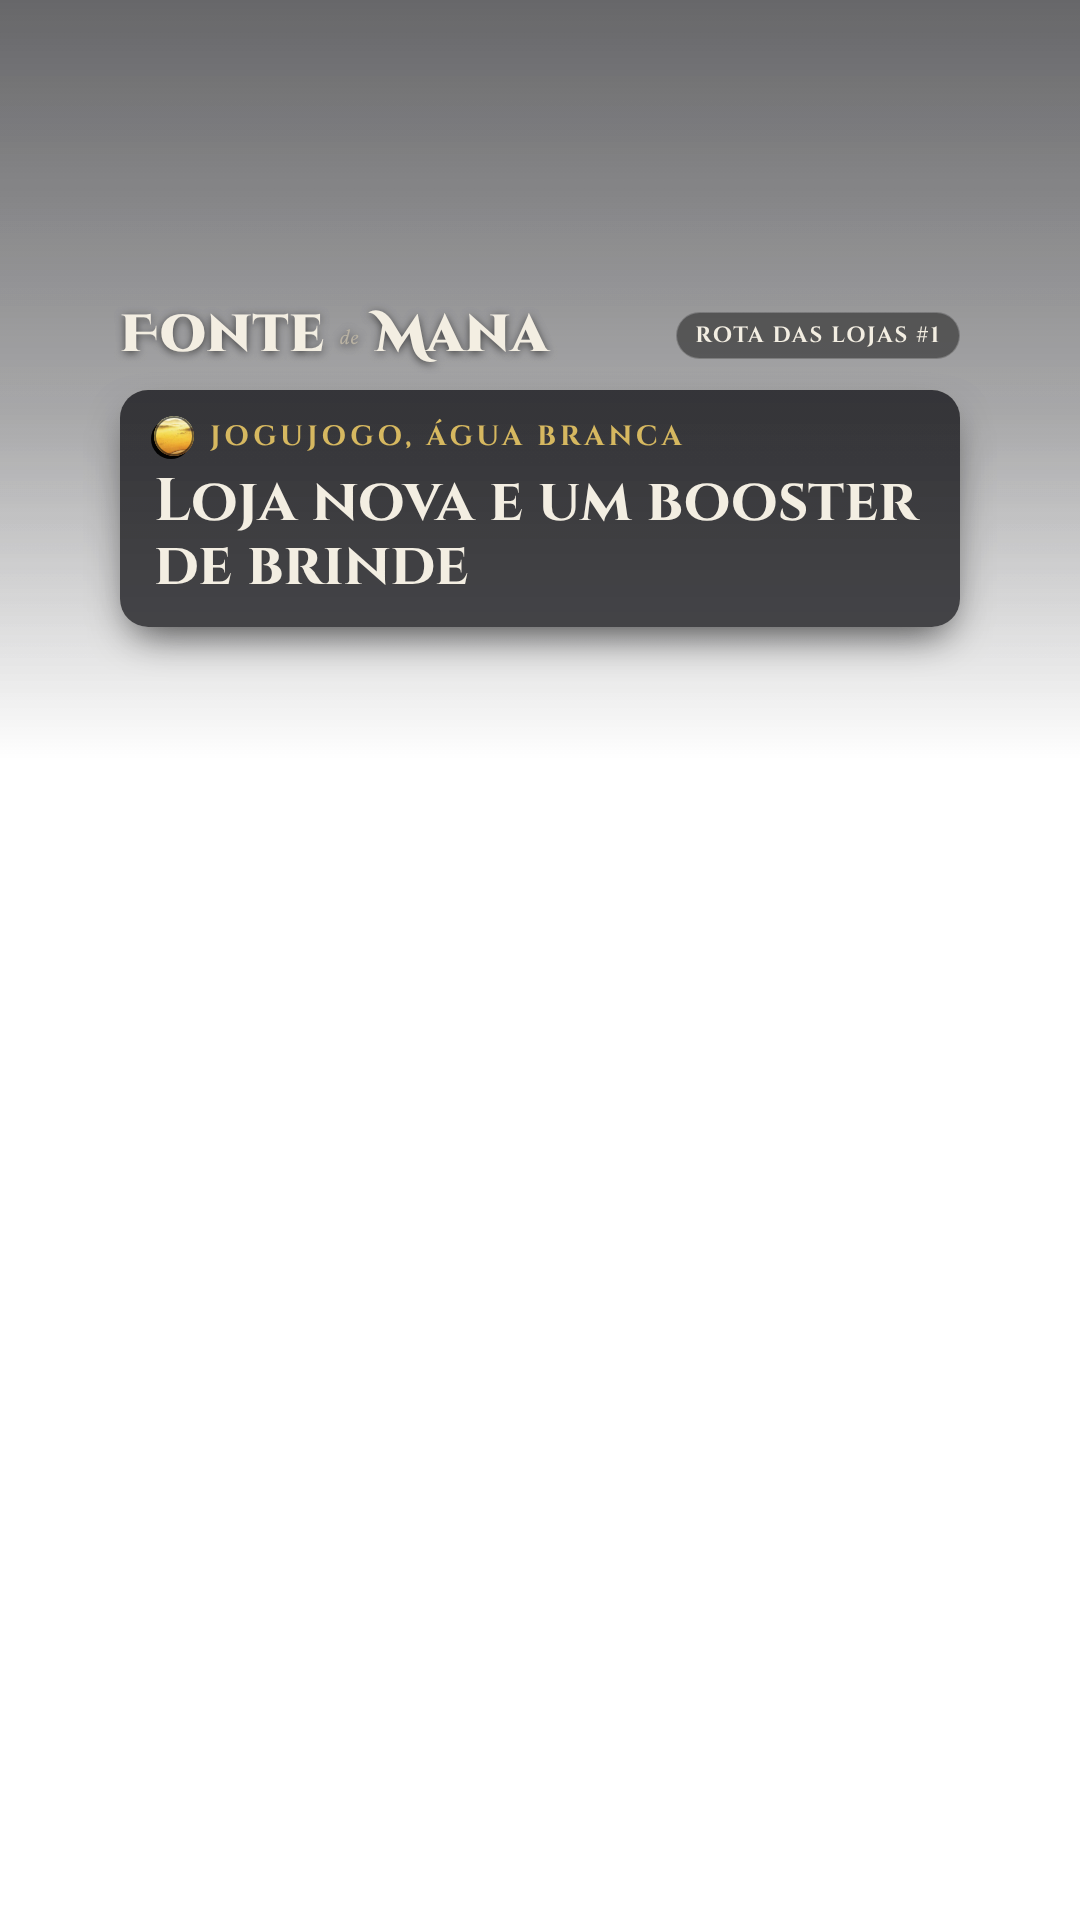 Fonte de Mana
ROTA DAS LOJAS #1
JOGUJOGO, ÁGUA BRANCA
Loja nova e um booster
de brinde